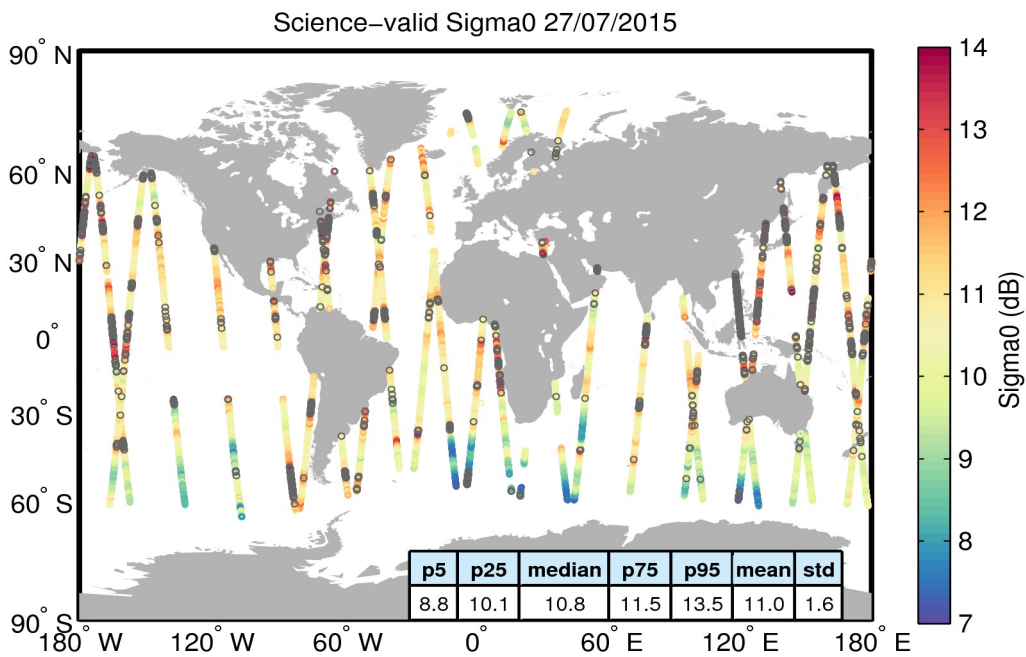 Science−valid Sigma0 27/07/2015
90° N
60° N
30° N
0°
30° S
60° S
90° S
180° W 120° W 60° W 0° 60° E 120° E 180° E
p5 p25 median p75 p95 mean std
8.8 10.1 10.8 11.5 13.5 11.0 1.6
14
13
12
11
10
9
8
7
Sigma0 (dB)